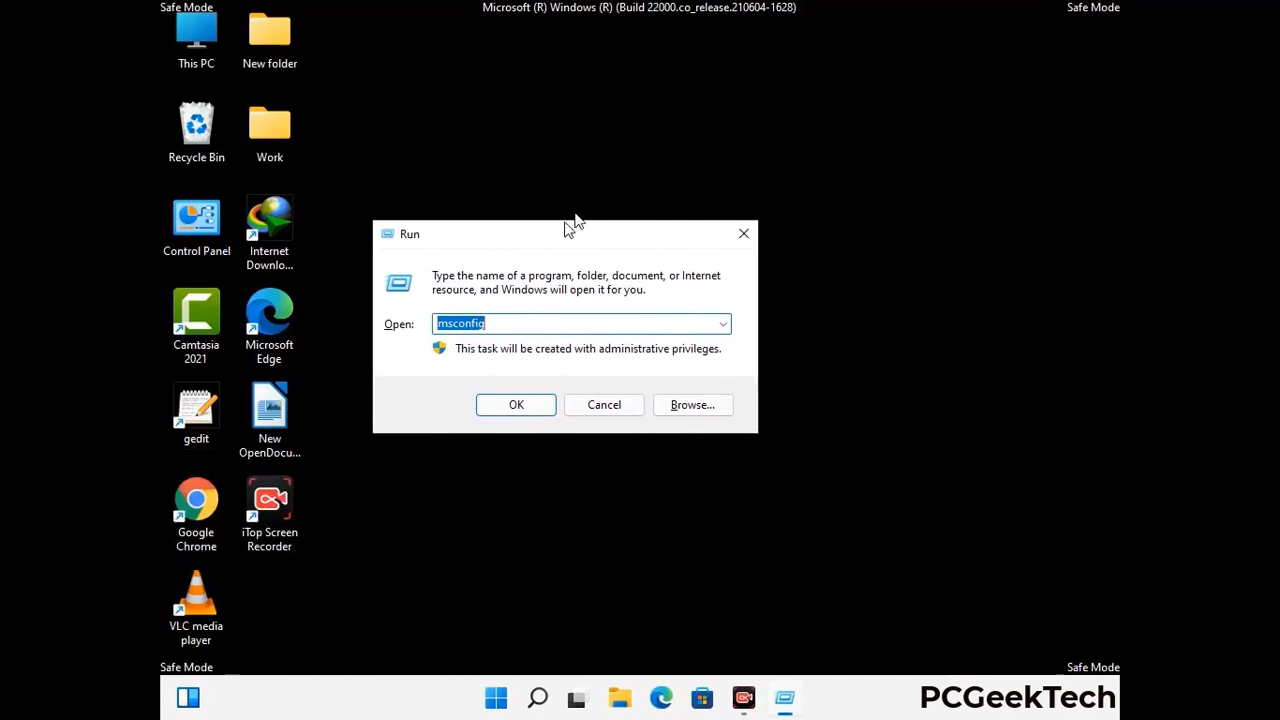 Safe Mode
Microsoft (R) Windows (R) (Build 22000.co_release.210604-1628)
Safe Mode
This PC
New folder
Recycle Bin
Work
Control Panel
Internet
Downlo...
Camtasia
2021
Microsoft
Edge
gedit
New
OpenDocu...
Google
Chrome
iTop Screen
Recorder
VLC media
player
Run
Type the name of a program, folder, document, or Internet
resource, and Windows will open it for you.
Open:
msconfig
This task will be created with administrative privileges.
OK
Cancel
Browse...
Safe Mode
Safe Mode
PCGeekTech